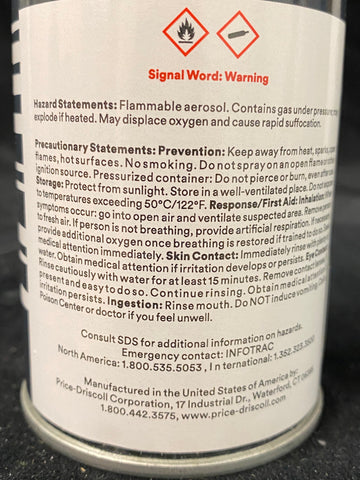 Signal Word: Warning
Hazard Statements: Flammable aerosol. Contains gas under pressure; may
explode if heated. May displace oxygen and cause rapid suffocation.
Precautionary Statements: Prevention: Keep away from heat, sparks, open
flames, hot surfaces. No smoking. Do not spray on an open flame or other
ignition source. Pressurized container: Do not pierce or burn, even after use.
Storage: Protect from sunlight. Store in a well-ventilated place. Do not expose
to temperatures exceeding 50°C/122°F. Response/First Aid: Inhalation: If
symptoms occur: go into open air and ventilate suspected area. Remove
to fresh air. If person is not breathing, provide artificial respiration. If necessary
provide additional oxygen once breathing is restored if trained to do so.
medical attention immediately. Skin Contact: Immediately rinse with plenty of
water. Obtain medical attention if irritation develops or persists. Eye Contact:
Rinse cautiously with water for at least 15 minutes. Remove contact lenses if
present and easy to do so. Continue rinsing. Obtain medical attention if
irritation persists. Ingestion: Rinse mouth. Do NOT induce vomiting.
Poison Center or doctor if you feel unwell.
Consult SDS for additional information on hazards.
Emergency contact: INFOTRAC
North America: 1.800.535.5053 , I n ternational: 1.352.323.3500
Manufactured in the United States of America by:
Price-Driscoll Corporation, 17 Industrial Dr., Waterford, CT 06385
1.800.442.3575, www.price-driscoll.com